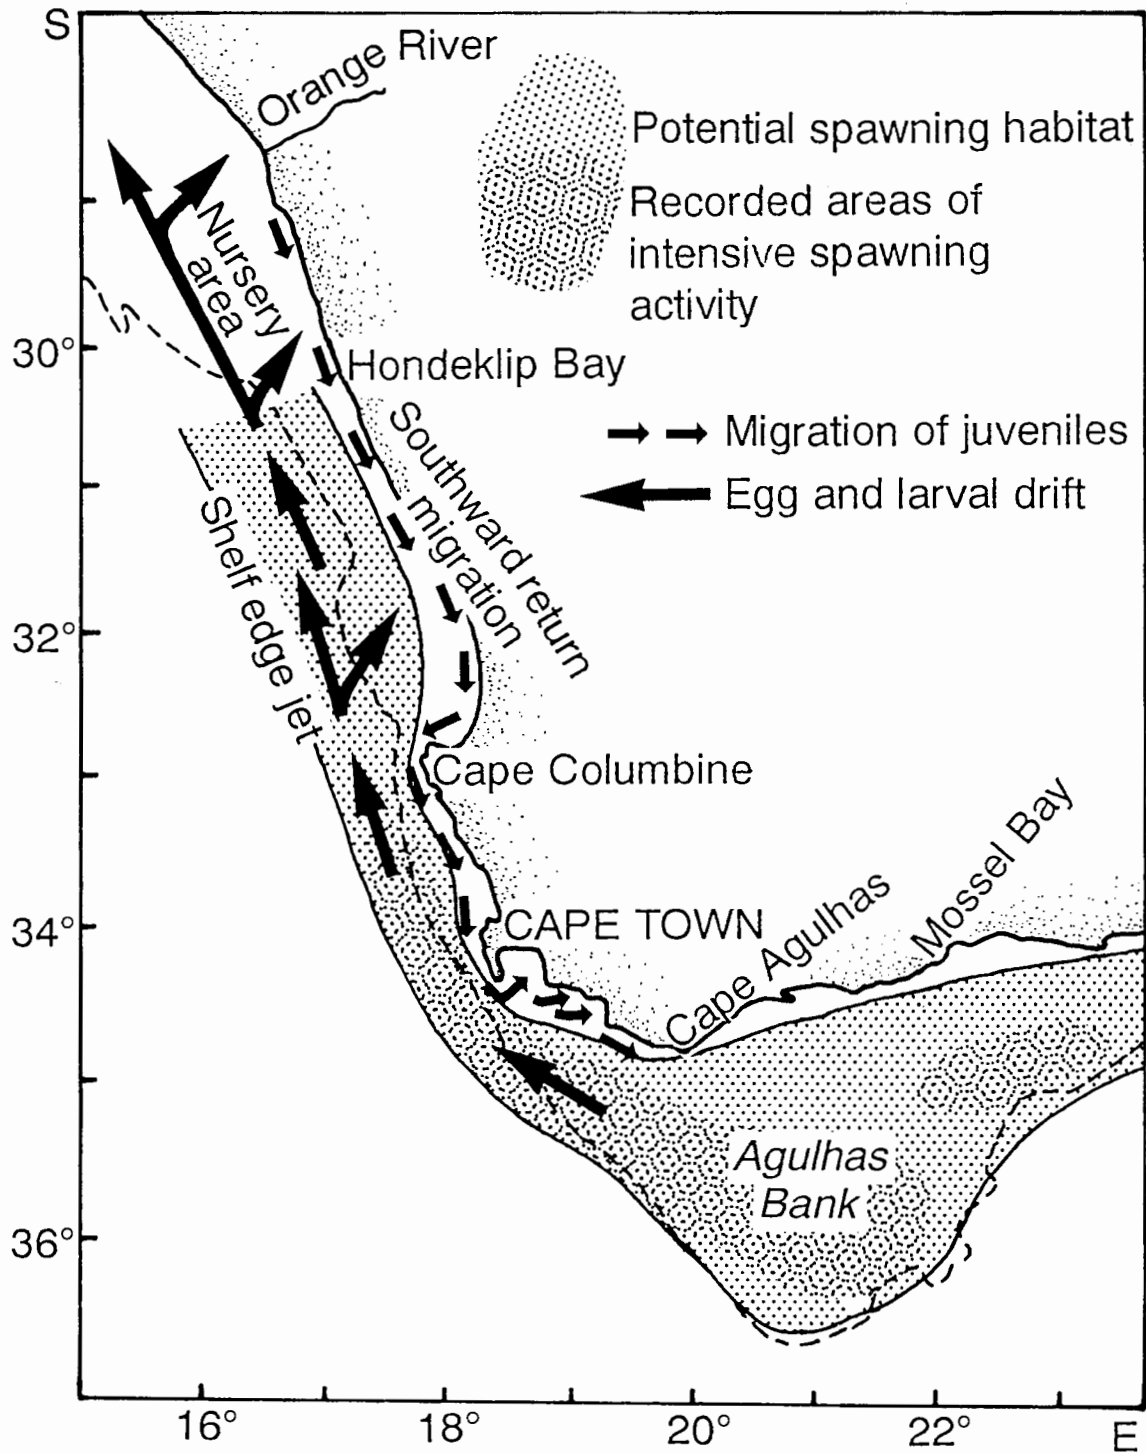 S
Orange River
Potential spawning habitat
Recorded areas of
intensive spawning
activity
Nursery
area
30°
Hondeklip Bay
Migration of juveniles
Egg and larval drift
Southward return
migration
Shelf edge jet
32°
Cape Columbine
34°
CAPE TOWN
Cape Agulhas
Mossel Bay
Agulhas
Bank
36°
16°
18°
20°
22°
E